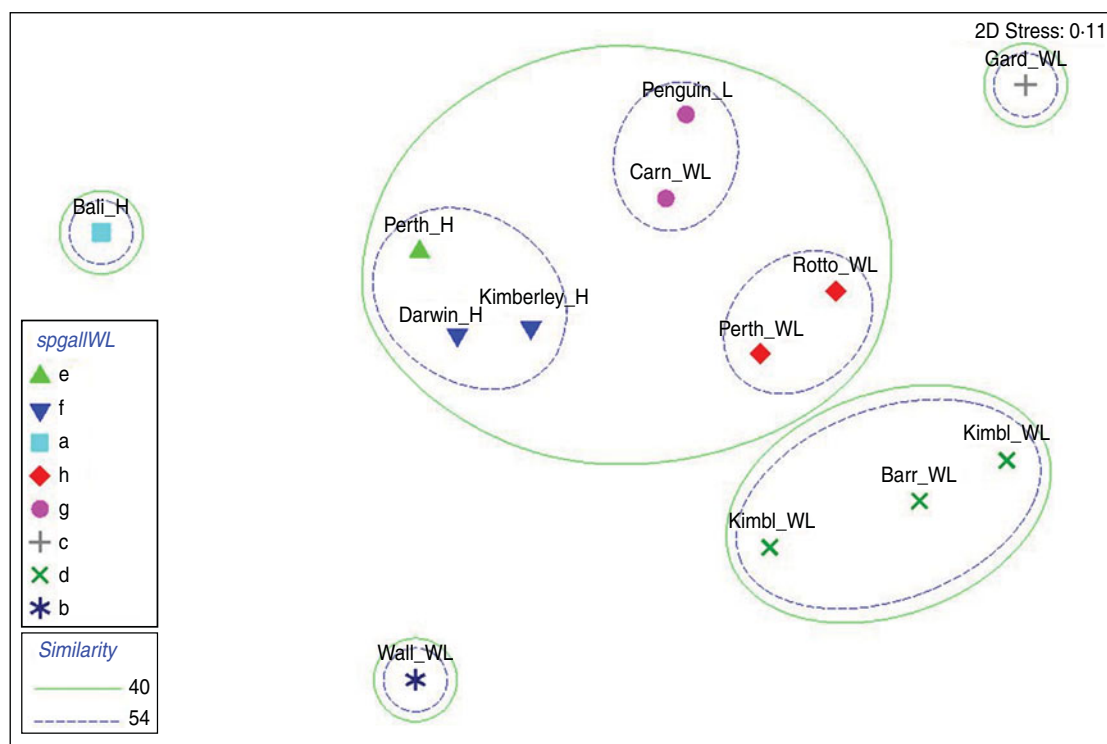 2D Stress: 0·11
Gard_WL
Penguin_L
Carn_WL
Bali_H
Perth_H
Rotto_WL
Kimberley_H
Darwin_H
Perth_WL
spgallWL
e
f
a
h
g
c
d
b
Kimbl_WL
Barr_WL
Kimbl_WL
Wall_WL
Similarity
40
54